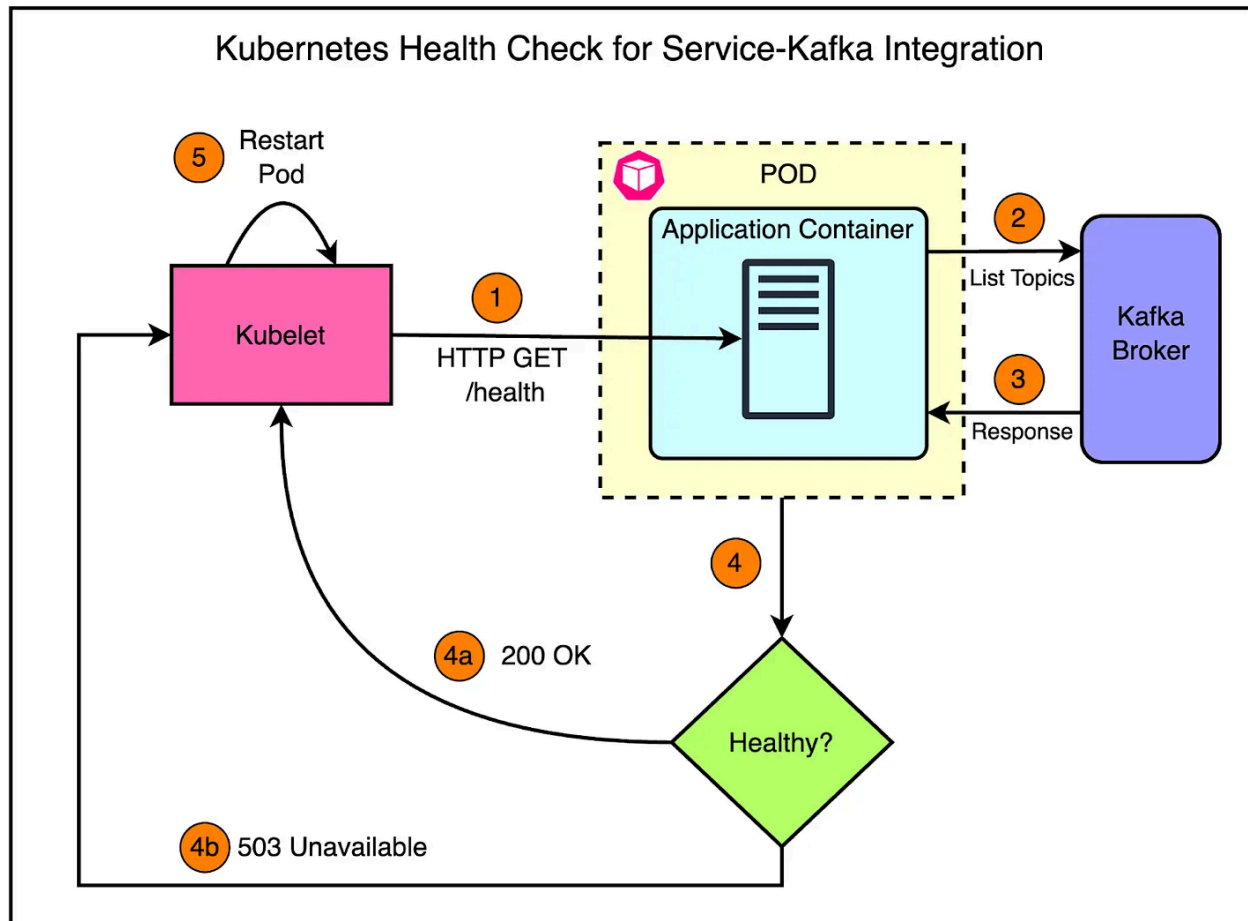 Kubernetes Health Check for Service-Kafka Integration
5
Restart
Pod
POD
Application Container
2
List Topics
1
Kubelet
HTTP GET
/health
Kafka
Broker
3
Response
4
4a 200 OK
Healthy?
4b 503 Unavailable